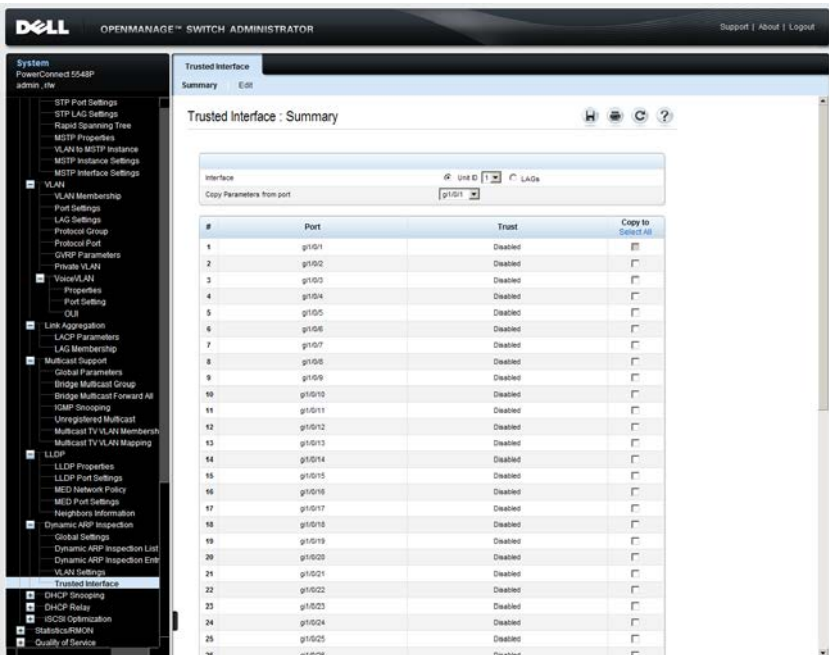 DELL OPENMANAGE™ SWITCH ADMINISTRATOR
Support | About | Logout
System
PowerConnect 5548P
admin , r/w
STP Port Settings
STP LAG Settings
Rapid Spanning Tree
MSTP Properties
VLAN to MSTP Instance
MSTP Instance Settings
MSTP Interface Settings
VLAN
VLAN Membership
Port Settings
LAG Settings
Protocol Group
Protocol Port
GVRP Parameters
Private VLAN
VoiceVLAN
Properties
Port Setting
OUI
Link Aggregation
LACP Parameters
LAG Membership
Multicast Support
Global Parameters
Bridge Multicast Group
Bridge Multicast Forward All
IGMP Snooping
Unregistered Multicast
Multicast TV VLAN Membersh
Multicast TV VLAN Mapping
LLDP
LLDP Properties
LLDP Port Settings
MED Network Policy
MED Port Settings
Neighbors Information
Dynamic ARP Inspection
Global Settings
Dynamic ARP Inspection List
Dynamic ARP Inspection Entr
VLAN Settings
Trusted Interface
DHCP Snooping
DHCP Relay
iSCSI Optimization
Statistics/RMON
Quality of Service
Trusted Interface
Summary Edit
Trusted Interface : Summary
Interface Unit ID 1 LAGs
Copy Parameters from port gi1/0/1
# Port Trust Copy to
Select All
1 gi1/0/1 Disabled
2 gi1/0/2 Disabled
3 gi1/0/3 Disabled
4 gi1/0/4 Disabled
5 gi1/0/5 Disabled
6 gi1/0/6 Disabled
7 gi1/0/7 Disabled
8 gi1/0/8 Disabled
9 gi1/0/9 Disabled
10 gi1/0/10 Disabled
11 gi1/0/11 Disabled
12 gi1/0/12 Disabled
13 gi1/0/13 Disabled
14 gi1/0/14 Disabled
15 gi1/0/15 Disabled
16 gi1/0/16 Disabled
17 gi1/0/17 Disabled
18 gi1/0/18 Disabled
19 gi1/0/19 Disabled
20 gi1/0/20 Disabled
21 gi1/0/21 Disabled
22 gi1/0/22 Disabled
23 gi1/0/23 Disabled
24 gi1/0/24 Disabled
25 gi1/0/25 Disabled